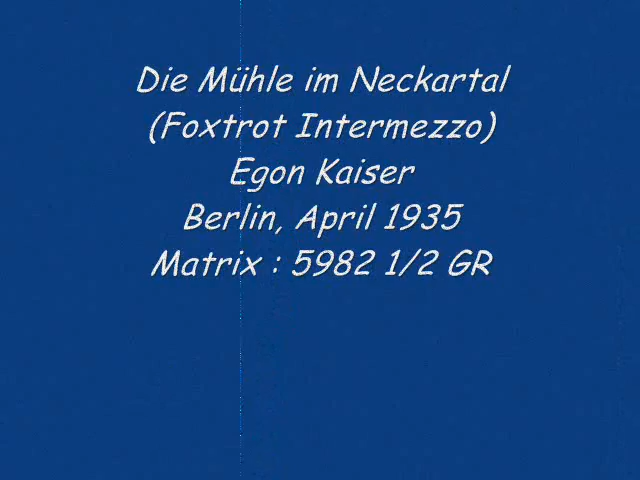 Die Mühle im Neckartal
(Foxtrot Intermezzo)
Egon Kaiser
Berlin, April 1935
Matrix : 5982 1/2 GR